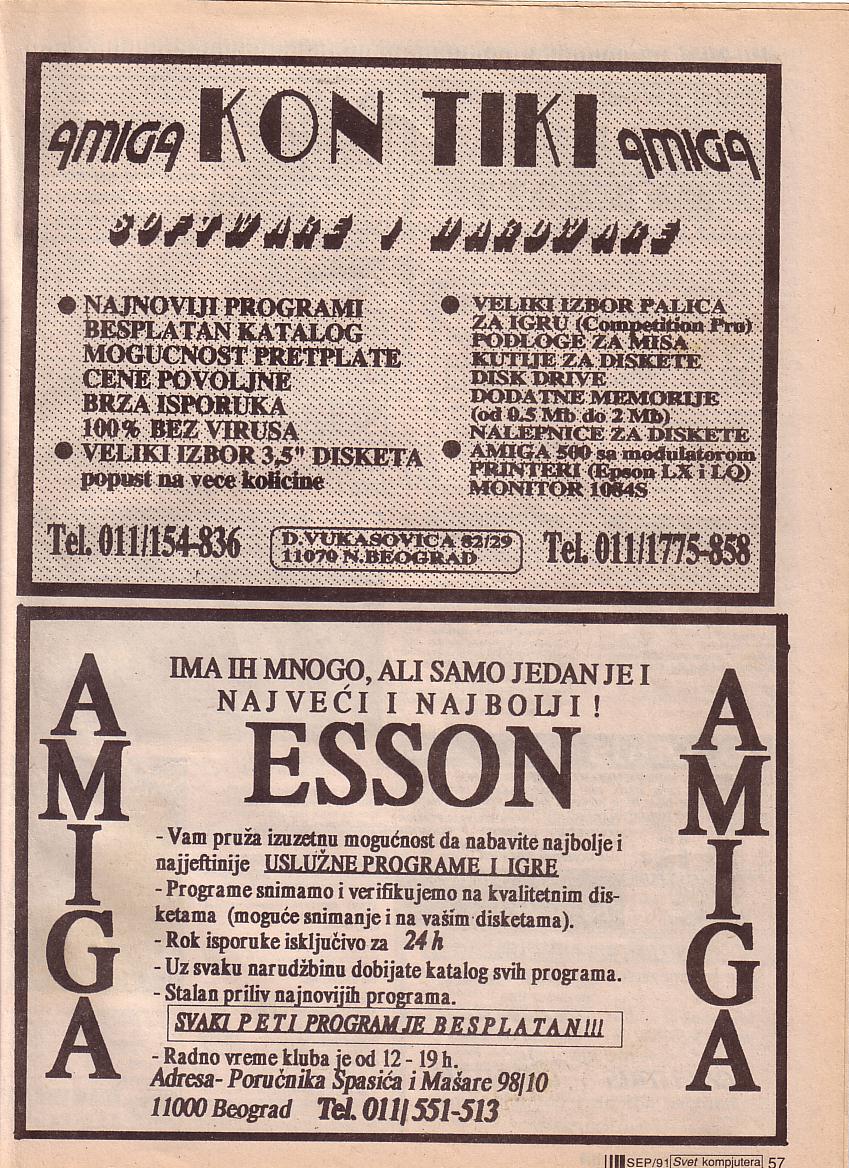 AMIGA KON TIKI AMIGA
SOFTWARE I HARDWARE
● NAJNOVIJI PROGRAMI
BESPLATAN KATALOG
MOGUCNOST PRETPLATE
CENE POVOLJNE
BRZA ISPORUKA
100% BEZ VIRUSA
● VELIKI IZBOR 3,5" DISKETA
popust na vece kolicine
● VELIKI IZBOR PALICA
ZA IGRU (Competition Pro)
PODLOGE ZA MISA
KUTIJE ZA DISKETE
DISK DRIVE
DODATNE MEMORIJE
(od 0.5 Mb do 2 Mb)
NALEPNICE ZA DISKETE
● AMIGA 500 sa modulatorom
PRINTERI (Epson LX i LQ)
MONITOR 1084S
Tel. 011/154-836
D.VUKASOVICA 82/29
11070 N.BEOGRAD
Tel. 011/1775-858
AMIGA
IMA IH MNOGO, ALI SAMO JEDAN JE I
NAJVEĆI I NAJBOLJI !
ESSON
- Vam pruža izuzetnu mogućnost da nabavite najbolje i
najjeftinije USLUŽNE PROGRAME I IGRE
- Programe snimamo i verifikujemo na kvalitetnim dis-
ketama (moguće snimanje i na vašim disketama).
- Rok isporuke isključivo za 24 h
- Uz svaku narudžbinu dobijate katalog svih programa.
- Stalan priliv najnovijih programa.
SVAKI PETI PROGRAM JE BESPLATAN!!!
- Radno vreme kluba je od 12 - 19 h.
Adresa- Poručnika Spasića i Mašare 98/10
11000 Beograd Tel. 011/ 551-513
AMIGA
SEP/91 Svet kompjutera 57